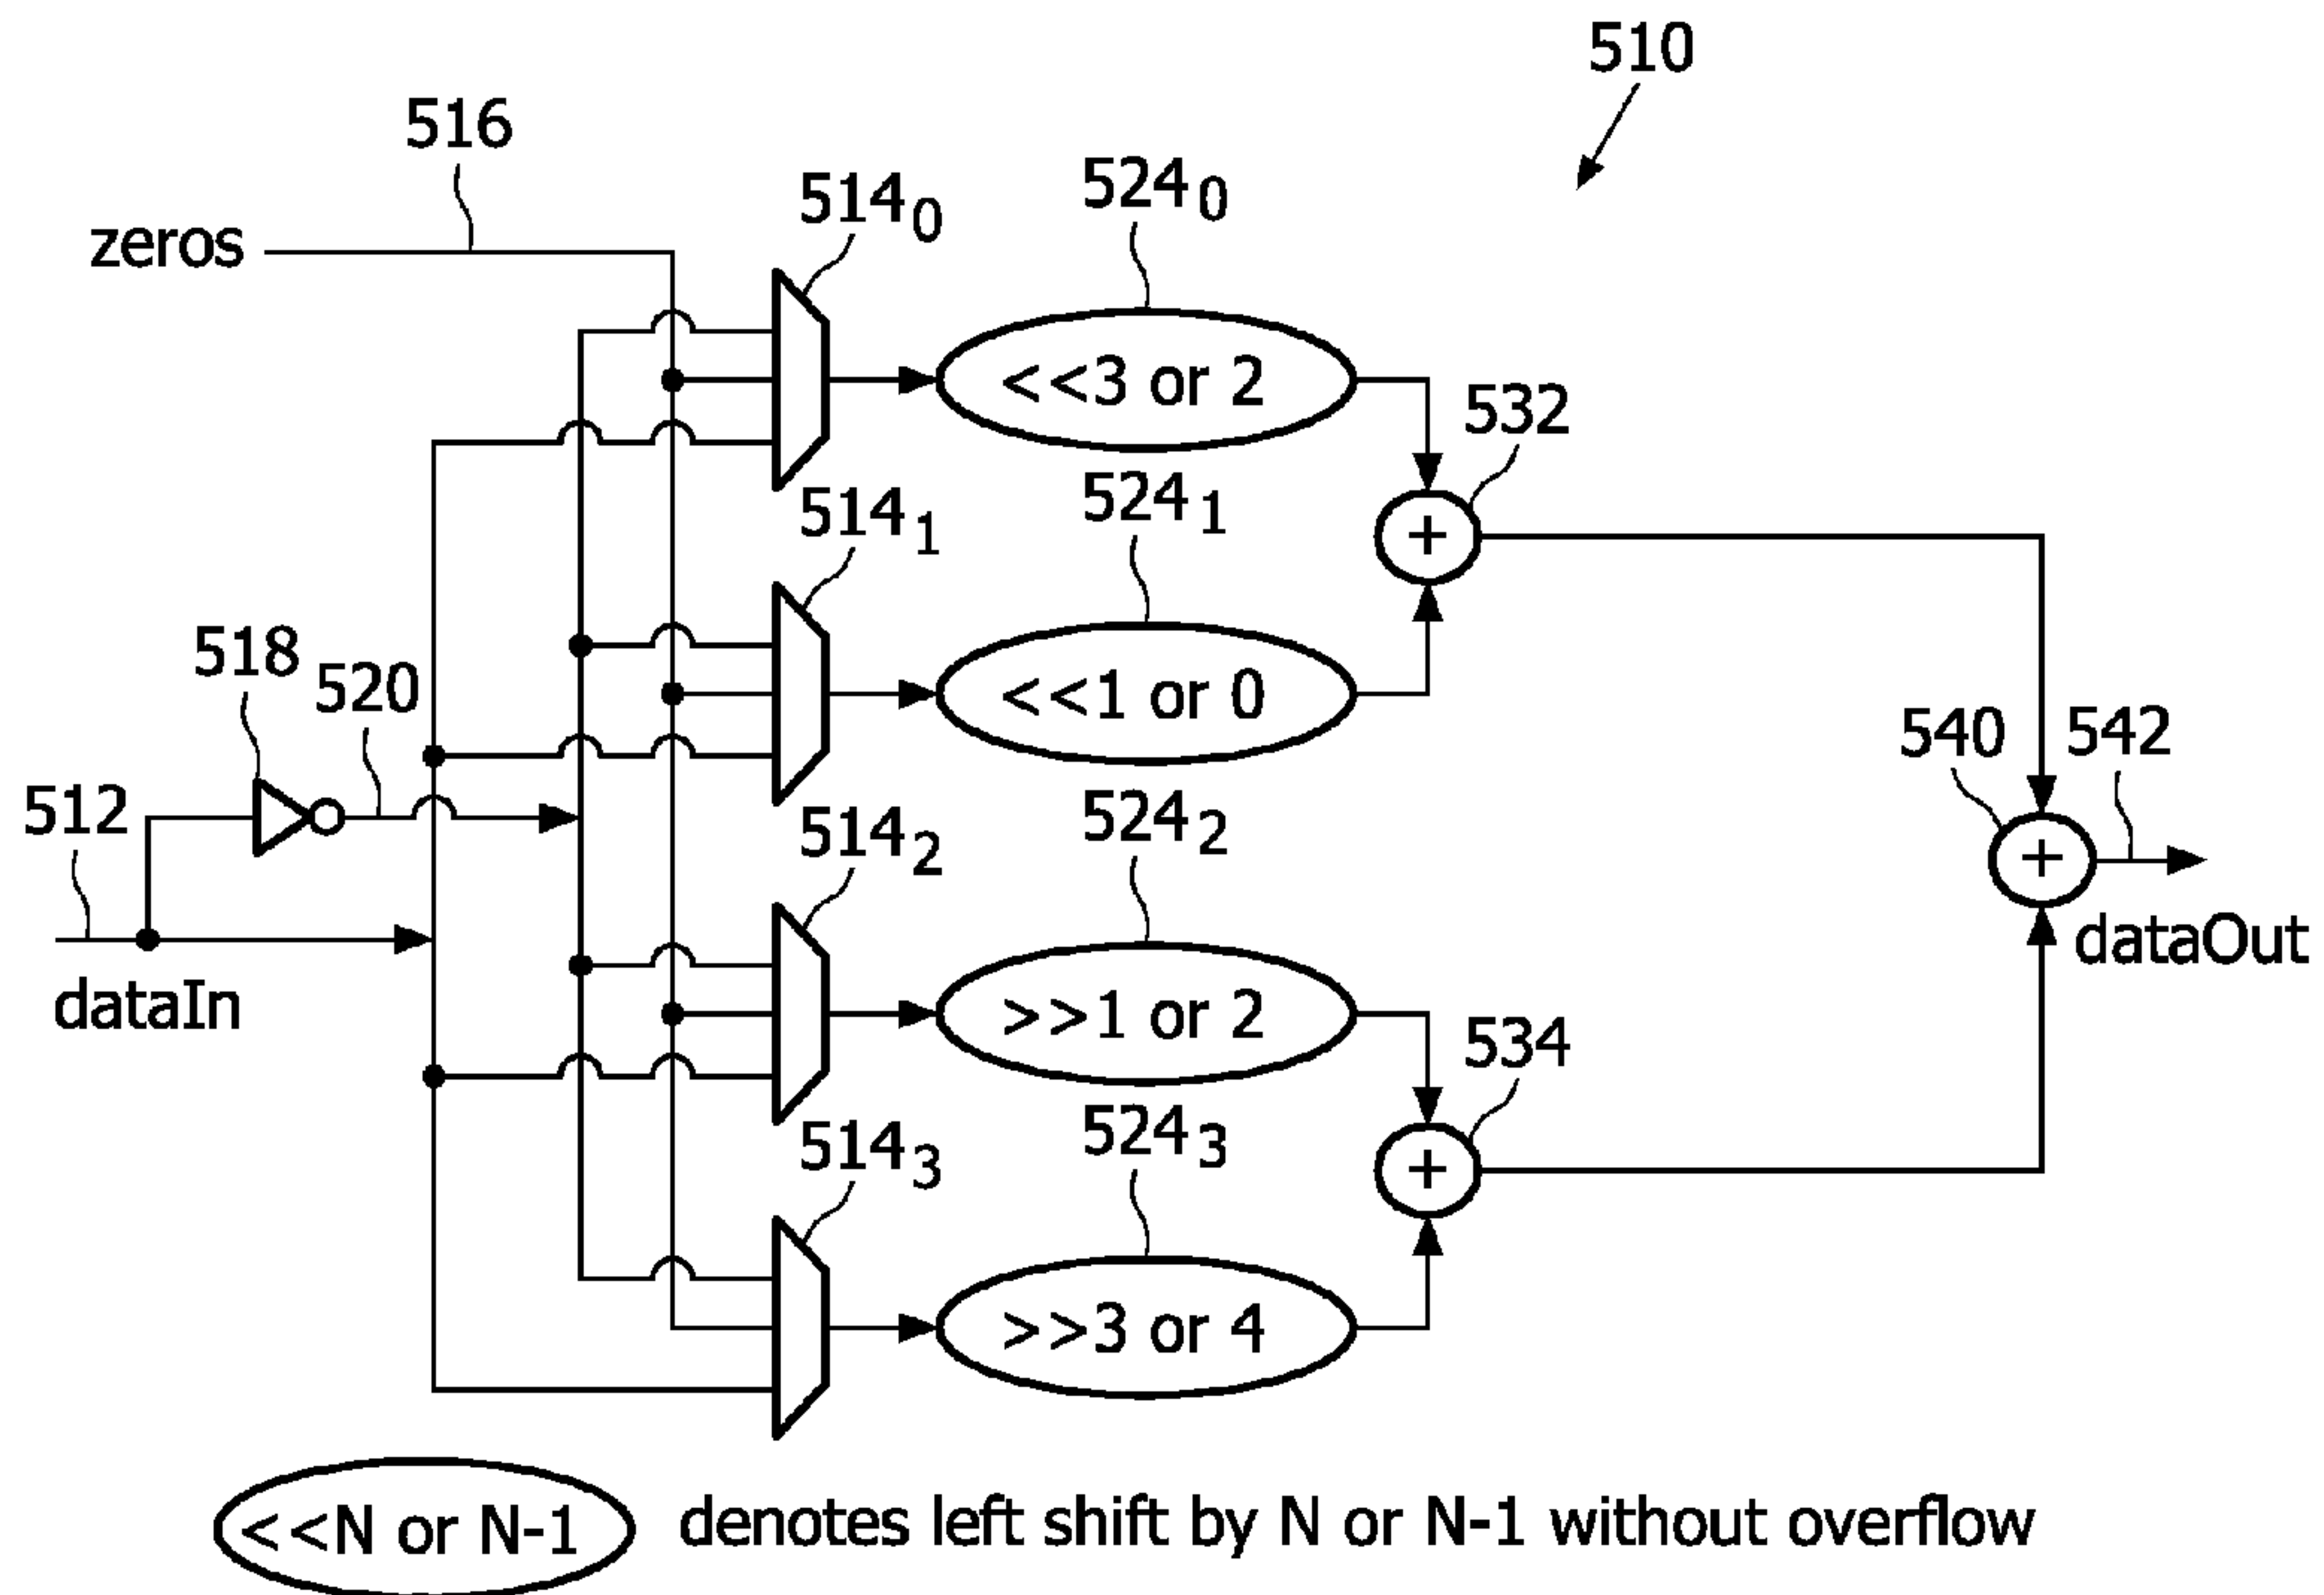 510
516
zeros
514₀
524₀
<<3 or 2
532
514₁
524₁
<<1 or 0
518
520
512
dataIn
540
542
dataOut
514₂
524₂
>>1 or 2
534
514₃
524₃
>>3 or 4
+
+
+
<<N or N-1 denotes left shift by N or N-1 without overflow